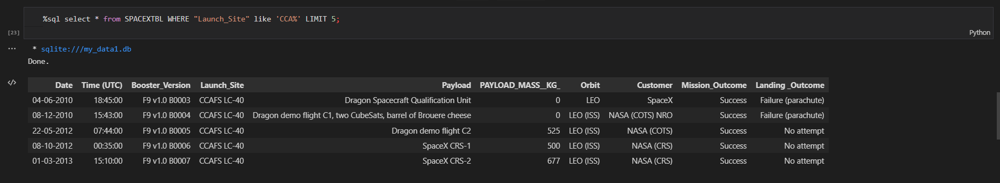 %sql select * from SPACEXTBL WHERE "Launch_Site" like 'CCA%' LIMIT 5;
[23]
Python
... * sqlite:///my_data1.db
Done.
</>
Date Time (UTC) Booster_Version Launch_Site Payload PAYLOAD_MASS__KG_ Orbit Customer Mission_Outcome Landing _Outcome
04-06-2010 18:45:00 F9 v1.0 B0003 CCAFS LC-40 Dragon Spacecraft Qualification Unit 0 LEO SpaceX Success Failure (parachute)
08-12-2010 15:43:00 F9 v1.0 B0004 CCAFS LC-40 Dragon demo flight C1, two CubeSats, barrel of Brouere cheese 0 LEO (ISS) NASA (COTS) NRO Success Failure (parachute)
22-05-2012 07:44:00 F9 v1.0 B0005 CCAFS LC-40 Dragon demo flight C2 525 LEO (ISS) NASA (COTS) Success No attempt
08-10-2012 00:35:00 F9 v1.0 B0006 CCAFS LC-40 SpaceX CRS-1 500 LEO (ISS) NASA (CRS) Success No attempt
01-03-2013 15:10:00 F9 v1.0 B0007 CCAFS LC-40 SpaceX CRS-2 677 LEO (ISS) NASA (CRS) Success No attempt